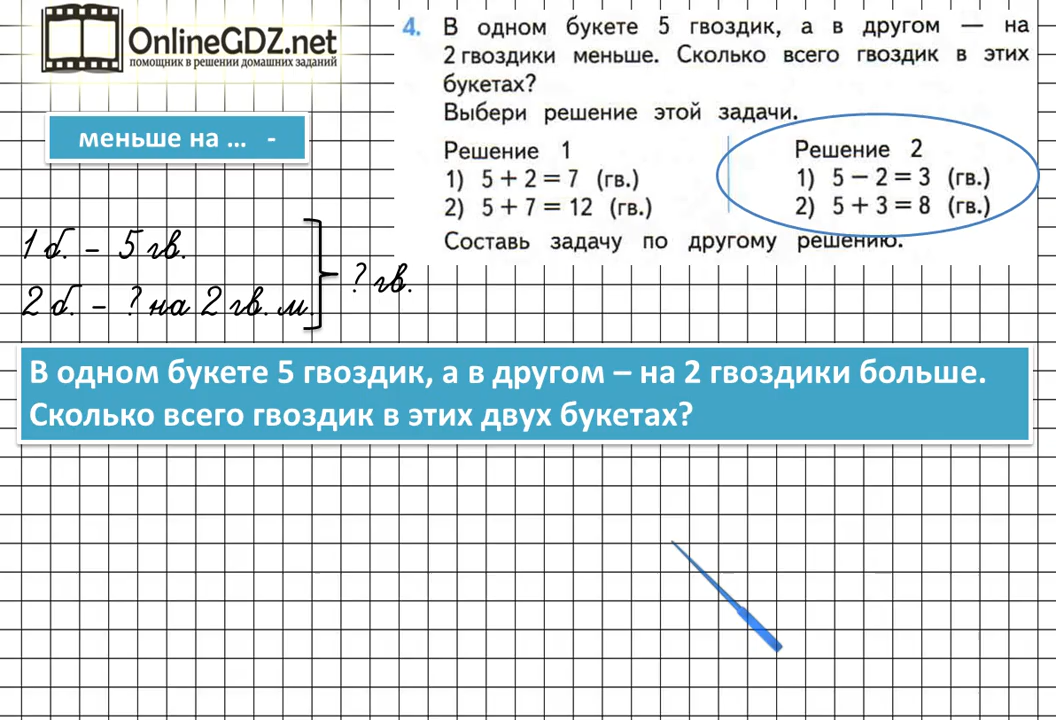 OnlineGDZ.net
помощник в решении домашних заданий
меньше на ... -
4. В одном букете 5 гвоздик, а в другом — на
2 гвоздики меньше. Сколько всего гвоздик в этих
букетах?
Выбери решение этой задачи.
Решение 1
1) 5 + 2 = 7 (гв.)
2) 5 + 7 = 12 (гв.)
Решение 2
1) 5 − 2 = 3 (гв.)
2) 5 + 3 = 8 (гв.)
Составь задачу по другому решению.
1 б. - 5 гв.
2 б. - ? на 2 гв. м.
? гв.
В одном букете 5 гвоздик, а в другом – на 2 гвоздики больше.
Сколько всего гвоздик в этих двух букетах?